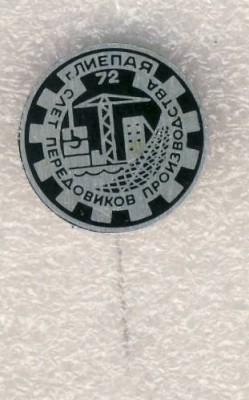 г.ЛИЕПАЯ
72
СЛЕТ ПЕРЕДОВИКОВ ПРОИЗВОДСТВА